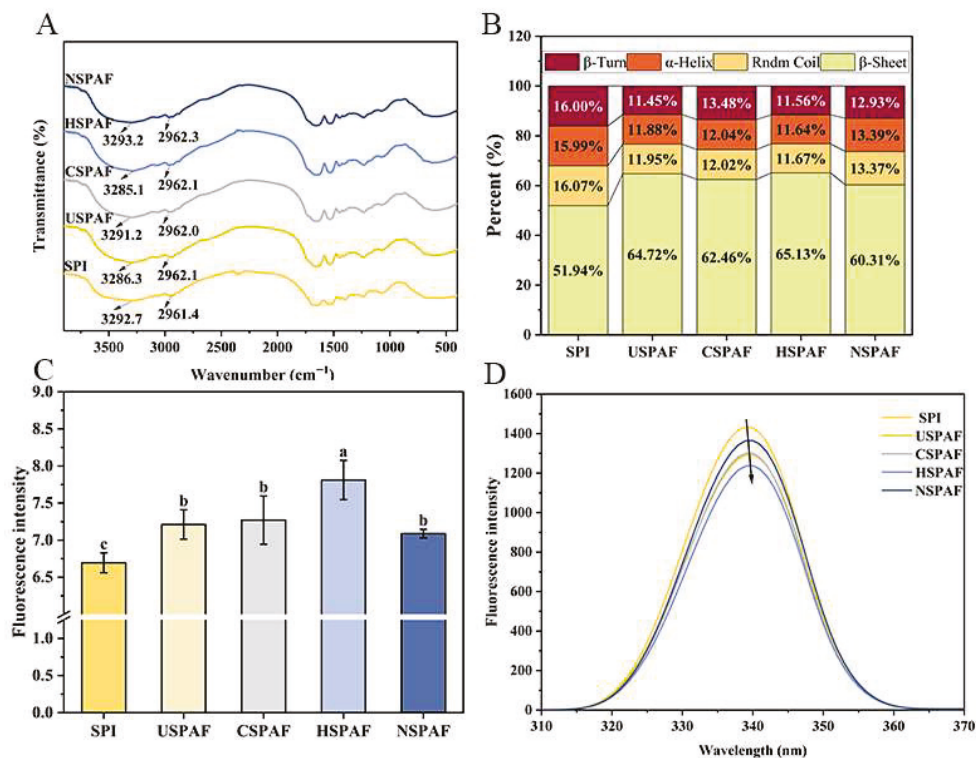 A
NSPAF
3293.2
2962.3
HSPAF
3285.1
2962.1
CSPAF
3291.2
2962.0
USPAF
3286.3
2962.1
SPI
3292.7
2961.4
Transmittance (%)
3500 3000 2500 2000 1500 1000 500
Wavenumber (cm⁻¹)
B
β-Turn α-Helix Rndm Coil β-Sheet
120
100
80
60
40
20
0
Percent (%)
16.00% 11.45% 13.48% 11.56% 12.93%
15.99% 11.88% 12.04% 11.64% 13.39%
16.07% 11.95% 12.02% 11.67% 13.37%
51.94% 64.72% 62.46% 65.13% 60.31%
SPI USPAF CSPAF HSPAF NSPAF
C
9.0
8.5
8.0
7.5
7.0
6.5
1.0
0.5
0.0
Fluorescence intensity
c b b a b
SPI USPAF CSPAF HSPAF NSPAF
D
1600
1400
1200
1000
800
600
400
200
0
Fluorescence intensity
SPI
USPAF
CSPAF
HSPAF
NSPAF
310 320 330 340 350 360 370
Wavelength (nm)